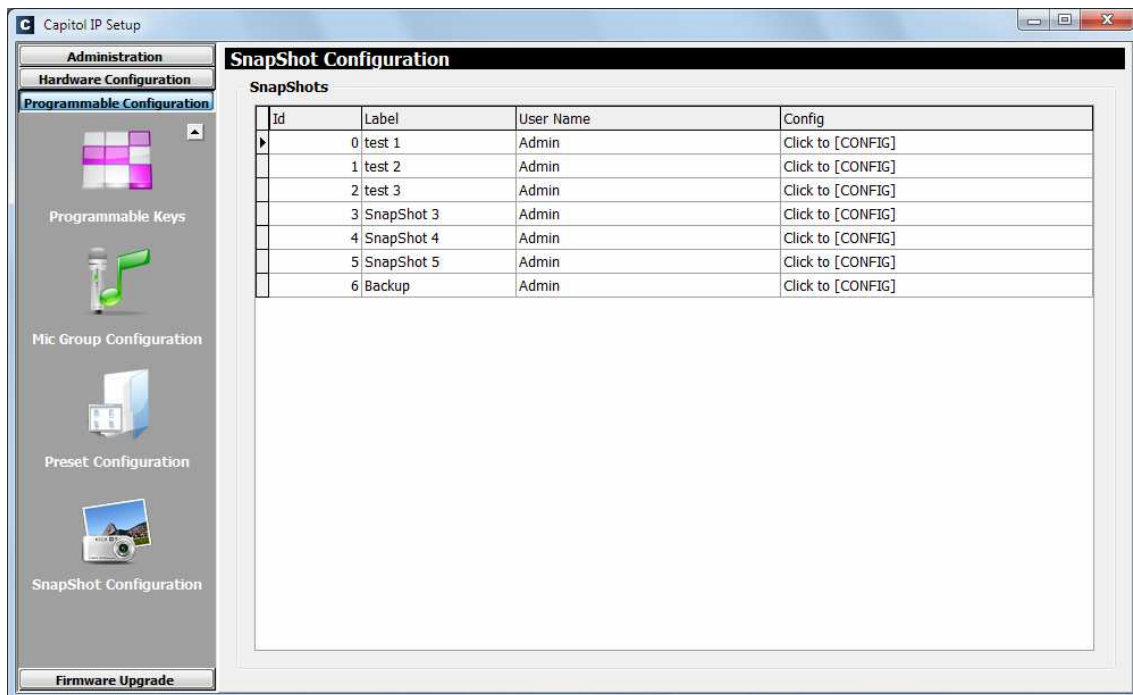 Capitol IP Setup
Administration
Hardware Configuration
Programmable Configuration
Programmable Keys
Mic Group Configuration
Preset Configuration
SnapShot Configuration
Firmware Upgrade
SnapShot Configuration
SnapShots
Id Label User Name Config
0 test 1 Admin Click to [CONFIG]
1 test 2 Admin Click to [CONFIG]
2 test 3 Admin Click to [CONFIG]
3 SnapShot 3 Admin Click to [CONFIG]
4 SnapShot 4 Admin Click to [CONFIG]
5 SnapShot 5 Admin Click to [CONFIG]
6 Backup Admin Click to [CONFIG]